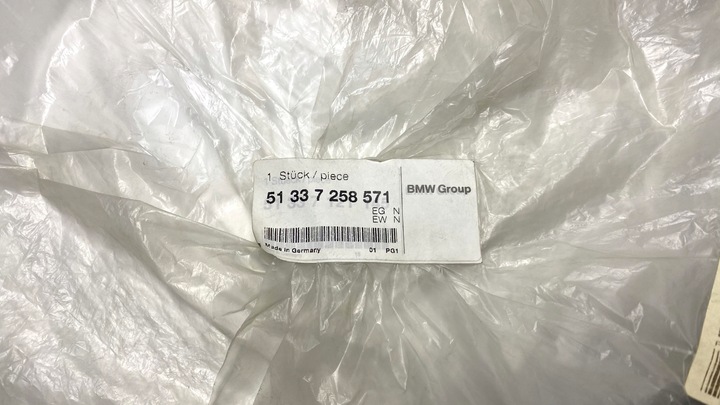 1 Stück / piece
51 33 7 258 571
EG N
EW N
Made in Germany 01 PG1
BMW Group